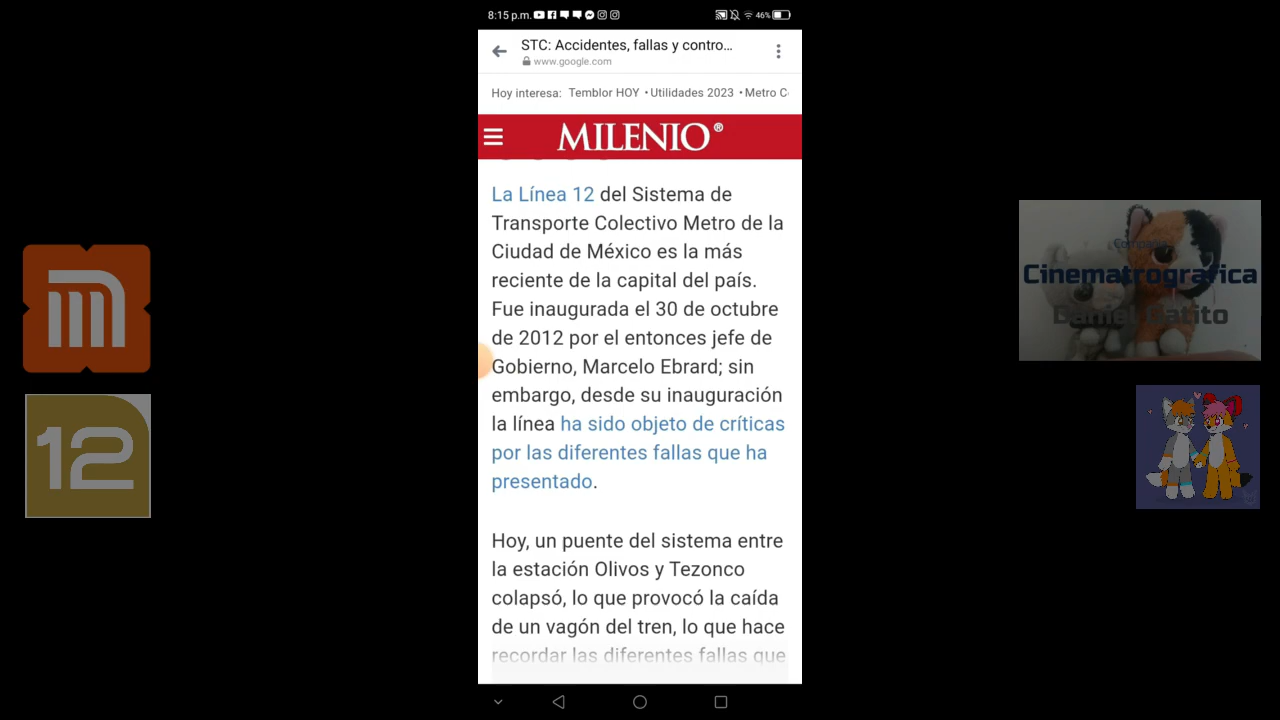 8:15 p.m.
46%
STC: Accidentes, fallas y contro...
www.google.com
Hoy interesa: Temblor HOY • Utilidades 2023 • Metro C
MILENIO®
La Línea 12 del Sistema de
Transporte Colectivo Metro de la
Ciudad de México es la más
reciente de la capital del país.
Fue inaugurada el 30 de octubre
de 2012 por el entonces jefe de
Gobierno, Marcelo Ebrard; sin
embargo, desde su inauguración
la línea ha sido objeto de críticas
por las diferentes fallas que ha
presentado.
Hoy, un puente del sistema entre
la estación Olivos y Tezonco
colapsó, lo que provocó la caída
de un vagón del tren, lo que hace
recordar las diferentes fallas que
12
Cinematrografica
Daniel Gatito